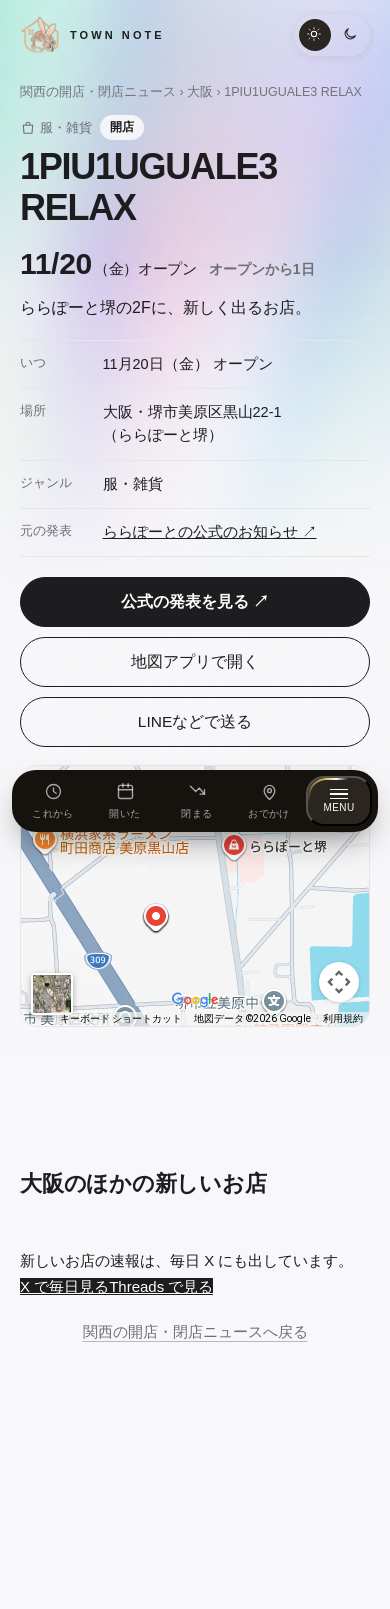 TOWN NOTE
関西の開店・閉店ニュース › 大阪 › 1PIU1UGUALE3 RELAX
服・雑貨 開店
1PIU1UGUALE3
RELAX
11/20（金）オープン オープンから1日
ららぽーと堺の2Fに、新しく出るお店。
いつ 11月20日（金） オープン
場所 大阪・堺市美原区黒山22-1
（ららぽーと堺）
ジャンル 服・雑貨
元の発表 ららぽーとの公式のお知らせ ↗
公式の発表を見る ↗
地図アプリで開く
LINEなどで送る
これから 開いた 閉まる おでかけ MENU
横浜家系ラーメン
町田商店 美原黒山店
ららぽーと堺
309
Google
市立美原中
市 美
キーボード ショートカット 地図データ ©2026 Google 利用規約
大阪のほかの新しいお店
新しいお店の速報は、毎日 X にも出しています。
X で毎日見るThreads で見る
関西の開店・閉店ニュースへ戻る